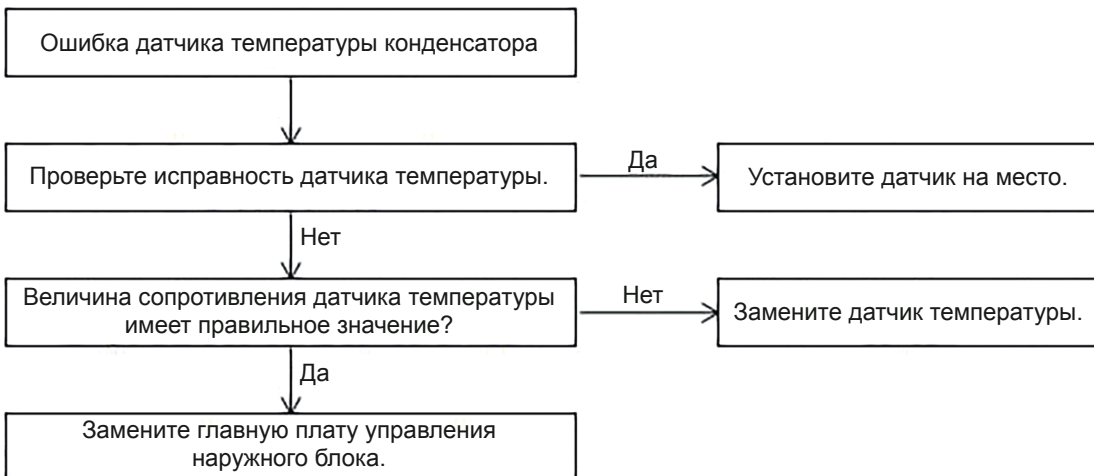 Ошибка датчика температуры конденсатора
Проверьте исправность датчика температуры.
Да
Установите датчик на место.
Нет
Величина сопротивления датчика температуры
имеет правильное значение?
Нет
Замените датчик температуры.
Да
Замените главную плату управления
наружного блока.